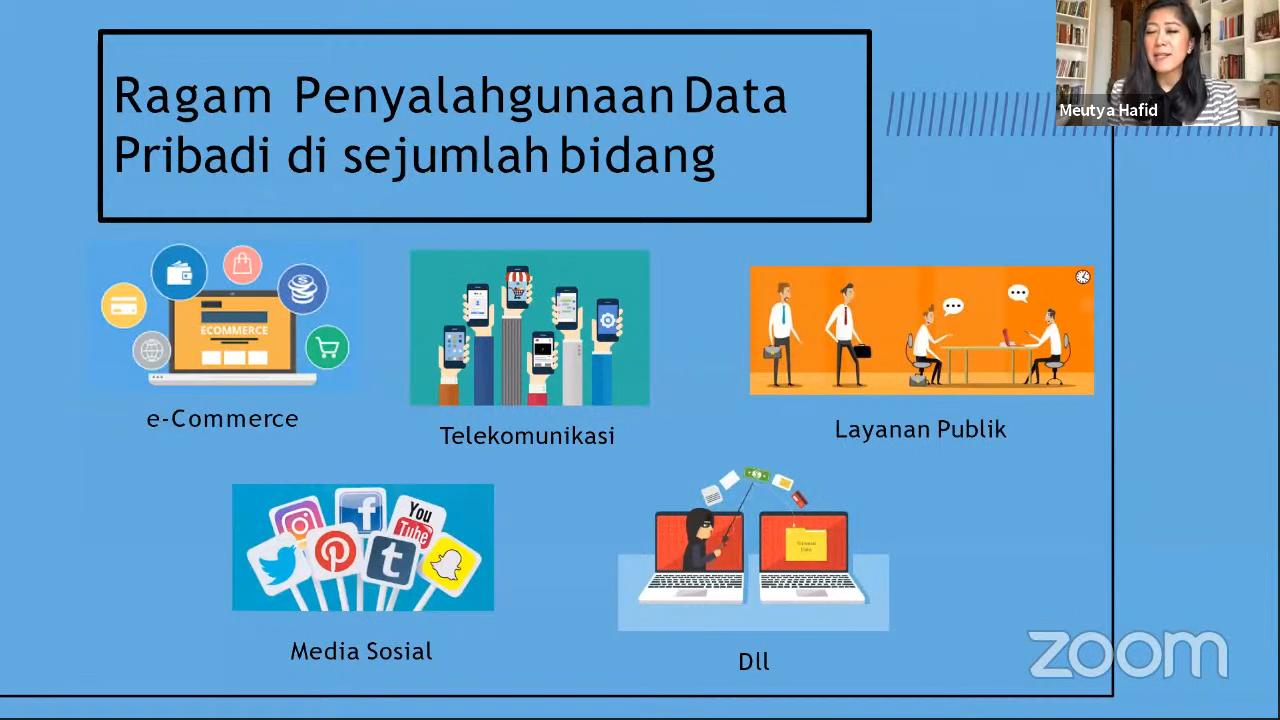 Ragam Penyalahgunaan Data
Pribadi di sejumlah bidang
Meutya Hafid
ECOMMERCE
e-Commerce
Telekomunikasi
Layanan Publik
You
Tube
Media Sosial
Dll
zoom